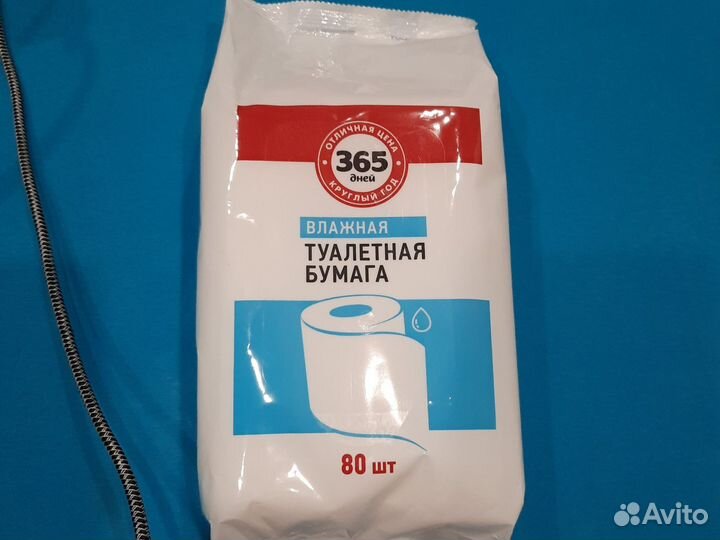 ОТЛИЧНАЯ ЦЕНА
365
дней
КРУГЛЫЙ ГОД
ВЛАЖНАЯ
ТУАЛЕТНАЯ
БУМАГА
80 шт
Avito